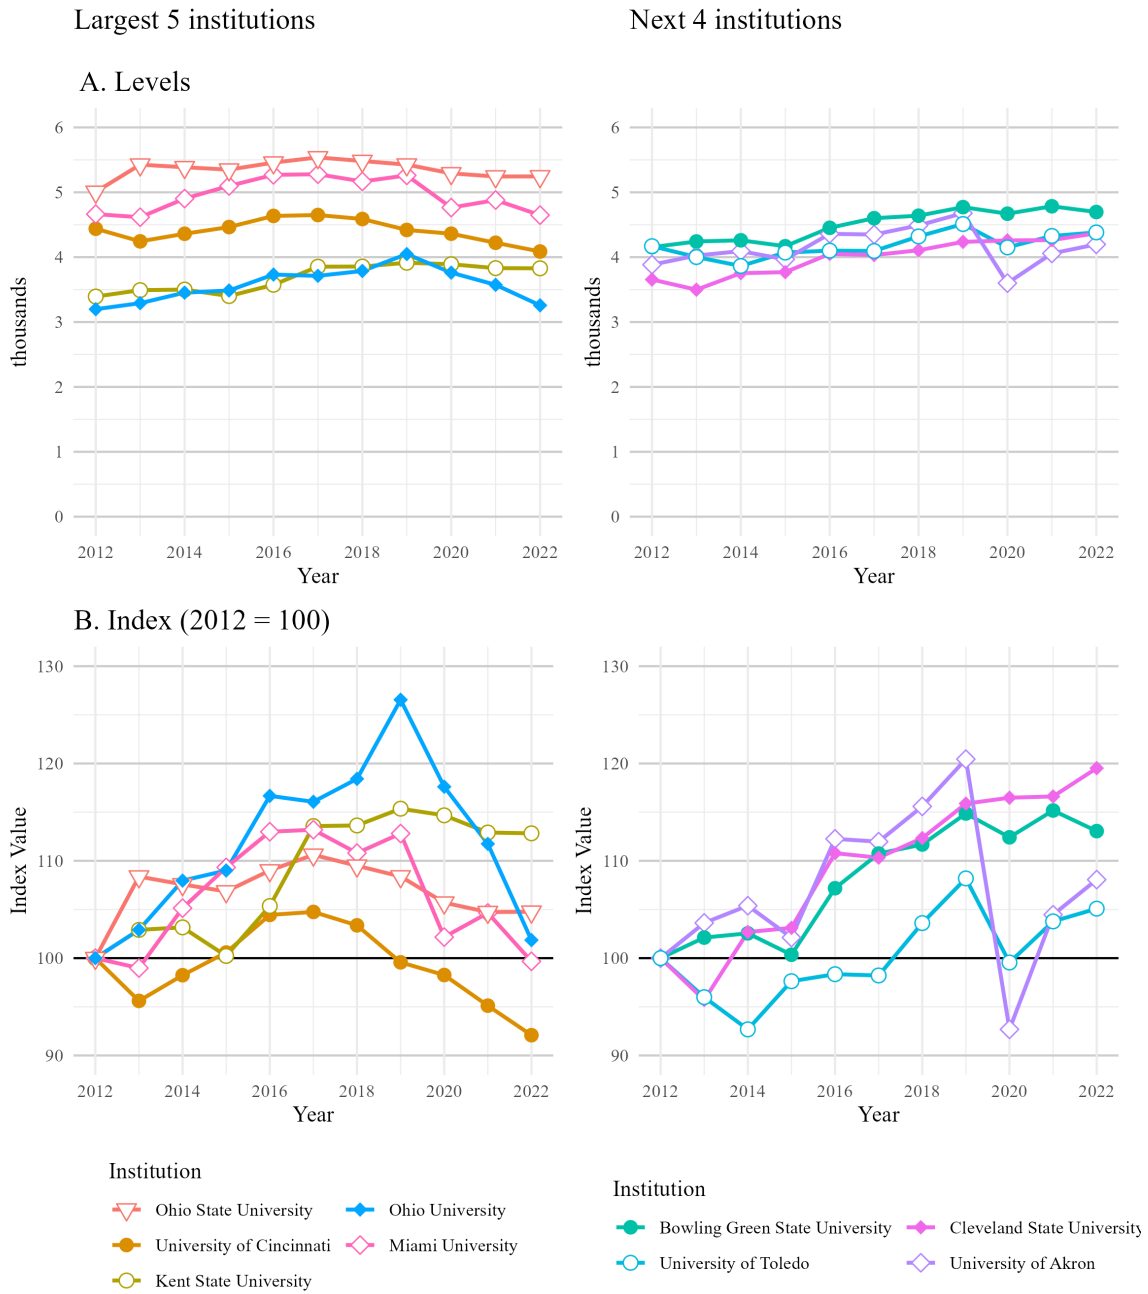 Largest 5 institutions
Next 4 institutions
A. Levels
6
5
4
3
2
1
0
thousands
2012 2014 2016 2018 2020 2022
Year
6
5
4
3
2
1
0
thousands
2012 2014 2016 2018 2020 2022
Year
B. Index (2012 = 100)
130
120
110
100
90
Index Value
2012 2014 2016 2018 2020 2022
Year
130
120
110
100
90
Index Value
2012 2014 2016 2018 2020 2022
Year
Institution
Ohio State University
Ohio University
University of Cincinnati
Miami University
Kent State University
Institution
Bowling Green State University
Cleveland State University
University of Toledo
University of Akron